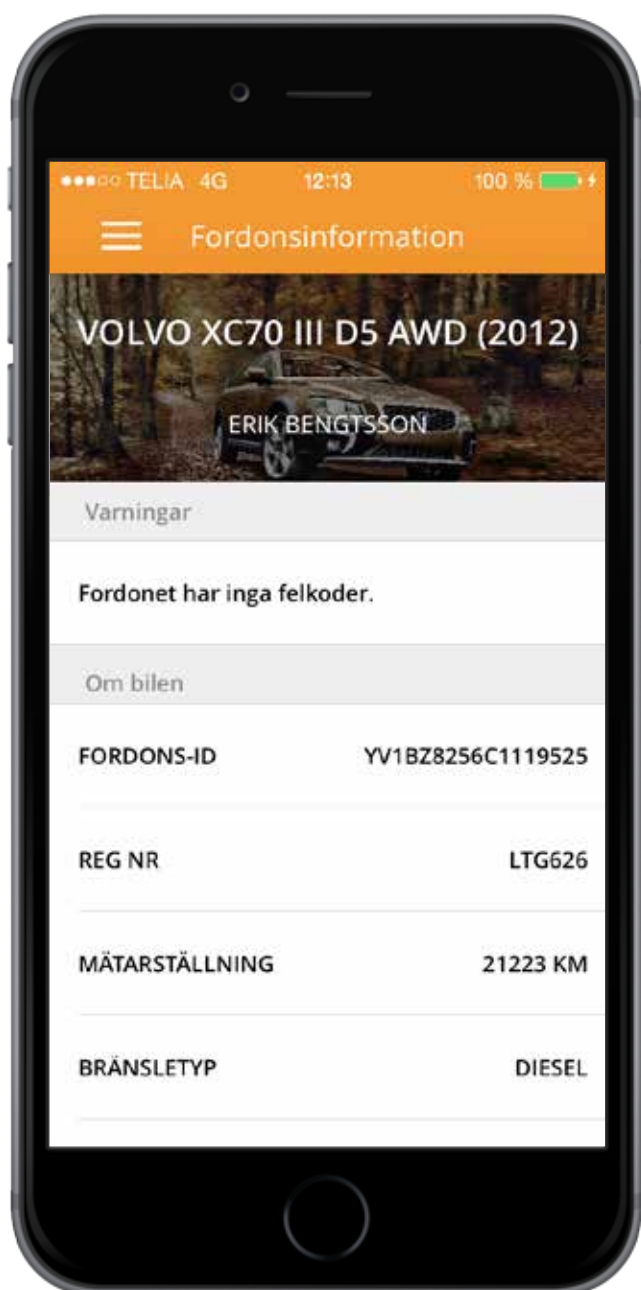 TELIA 4G 12:13 100 %
Fordonsinformation
VOLVO XC70 III D5 AWD (2012)
ERIK BENGTSSON
Varningar
Fordonet har inga felkoder.
Om bilen
FORDONS-ID YV1BZ8256C1119525
REG NR LTG626
MÄTARSTÄLLNING 21223 KM
BRÄNSLETYP DIESEL